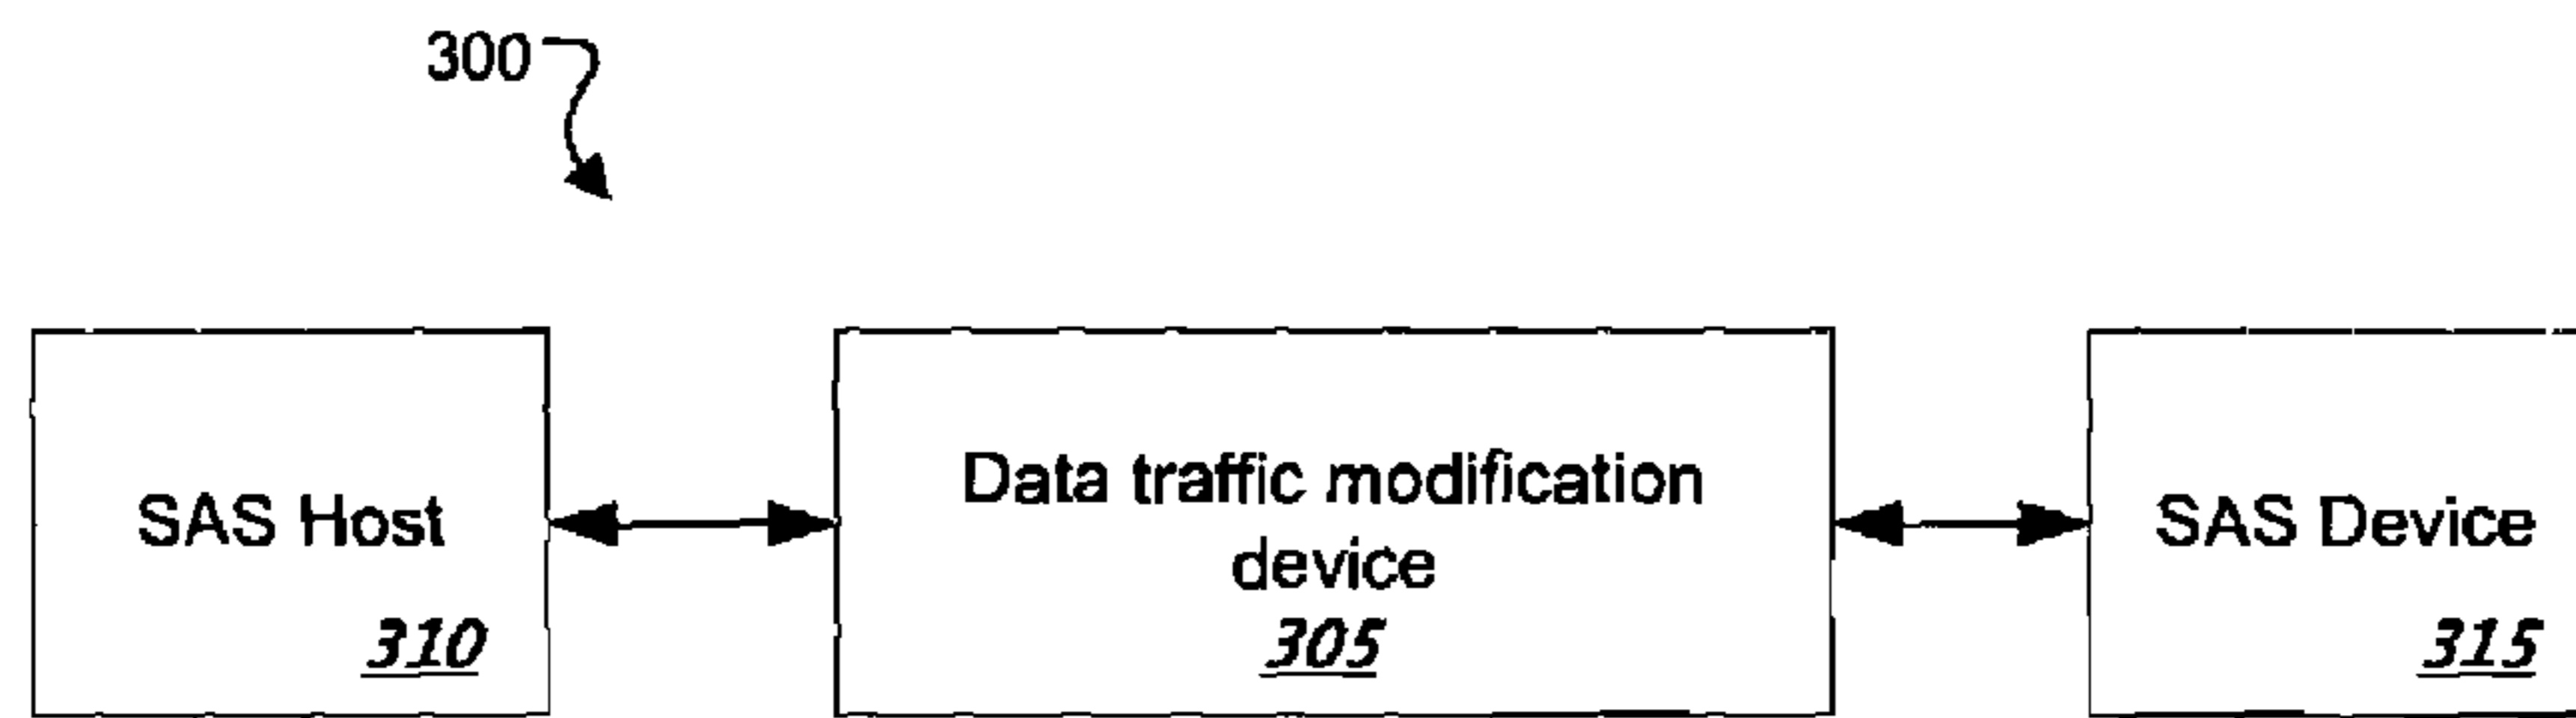 300
SAS Host
310
Data traffic modification
device
305
SAS Device
315